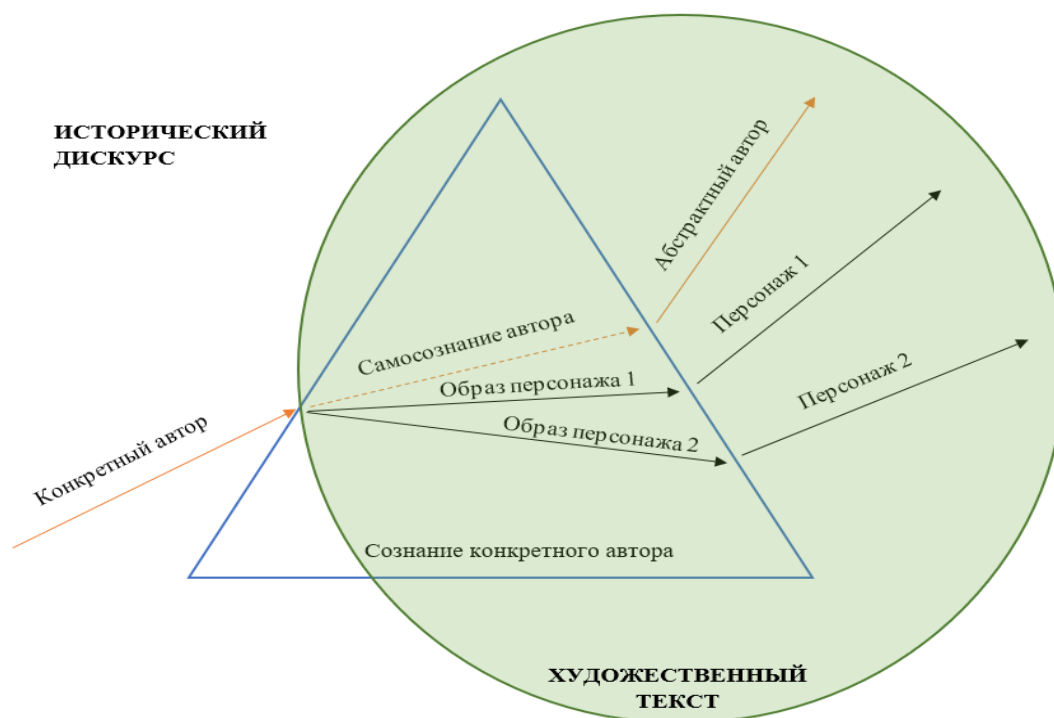 ИСТОРИЧЕСКИЙ
ДИСКУРС
Абстрактный автор
Персонаж 1
Самосознание автора
Персонаж 2
Образ персонажа 1
Образ персонажа 2
Конкретный автор
Сознание конкретного автора
ХУДОЖЕСТВЕННЫЙ
ТЕКСТ